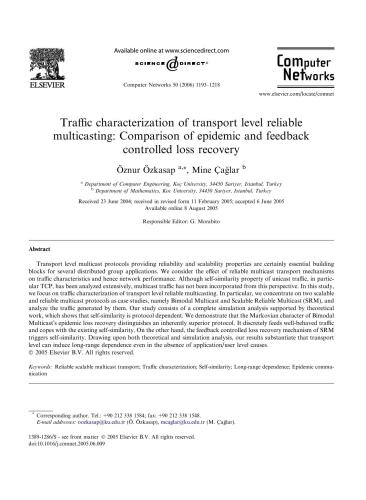 Available online at www.sciencedirect.com
SCIENCE DIRECT®
ELSEVIER
Computer Networks 50 (2006) 1193–1218
Computer
Networks
www.elsevier.com/locate/comnet
Traffic characterization of transport level reliable
multicasting: Comparison of epidemic and feedback
controlled loss recovery
Öznur Özkasap a,*, Mine Çağlar b
a Department of Computer Engineering, Koç University, 34450 Sariyer, Istanbul, Turkey
b Department of Mathematics, Koc University, 34450 Sariyer, Istanbul, Turkey
Received 23 June 2004; received in revised form 11 February 2005; accepted 6 June 2005
Available online 8 August 2005
Responsible Editor: G. Morabito
Abstract
Transport level multicast protocols providing reliability and scalability properties are certainly essential building
blocks for several distributed group applications. We consider the effect of reliable multicast transport mechanisms
on traffic characteristics and hence network performance. Although self-similarity property of unicast traffic, in partic-
ular TCP, has been analyzed extensively, multicast traffic has not been incorporated from this perspective. In this study,
we focus on traffic characterization of transport level reliable multicasting. In particular, we concentrate on two scalable
and reliable multicast protocols as case studies, namely Bimodal Multicast and Scalable Reliable Multicast (SRM), and
analyze the traffic generated by them. Our study consists of a complete simulation analysis supported by theoretical
work, which shows that self-similarity is protocol-dependent. We demonstrate that the Markovian character of Bimodal
Multicast's epidemic loss recovery distinguishes an inherently superior protocol. It discretely feeds well-behaved traffic
and copes with the existing self-similarity. On the other hand, the feedback controlled loss recovery mechanism of SRM
triggers self-similarity. Drawing upon both theoretical and simulation analysis, our results substantiate that transport
level can induce long-range dependence even in the absence of application/user level causes.
© 2005 Elsevier B.V. All rights reserved.
Keywords: Reliable scalable multicast transport; Traffic characterization; Self-similarity; Long-range dependence; Epidemic commu-
nication
* Corresponding author. Tel.: +90 212 338 1584; fax: +90 212 338 1548.
E-mail addresses: oozkasap@ku.edu.tr (Ö. Özkasap), mcaglar@ku.edu.tr (M. Çağlar).
1389-1286/$ - see front matter © 2005 Elsevier B.V. All rights reserved.
doi:10.1016/j.comnet.2005.06.009